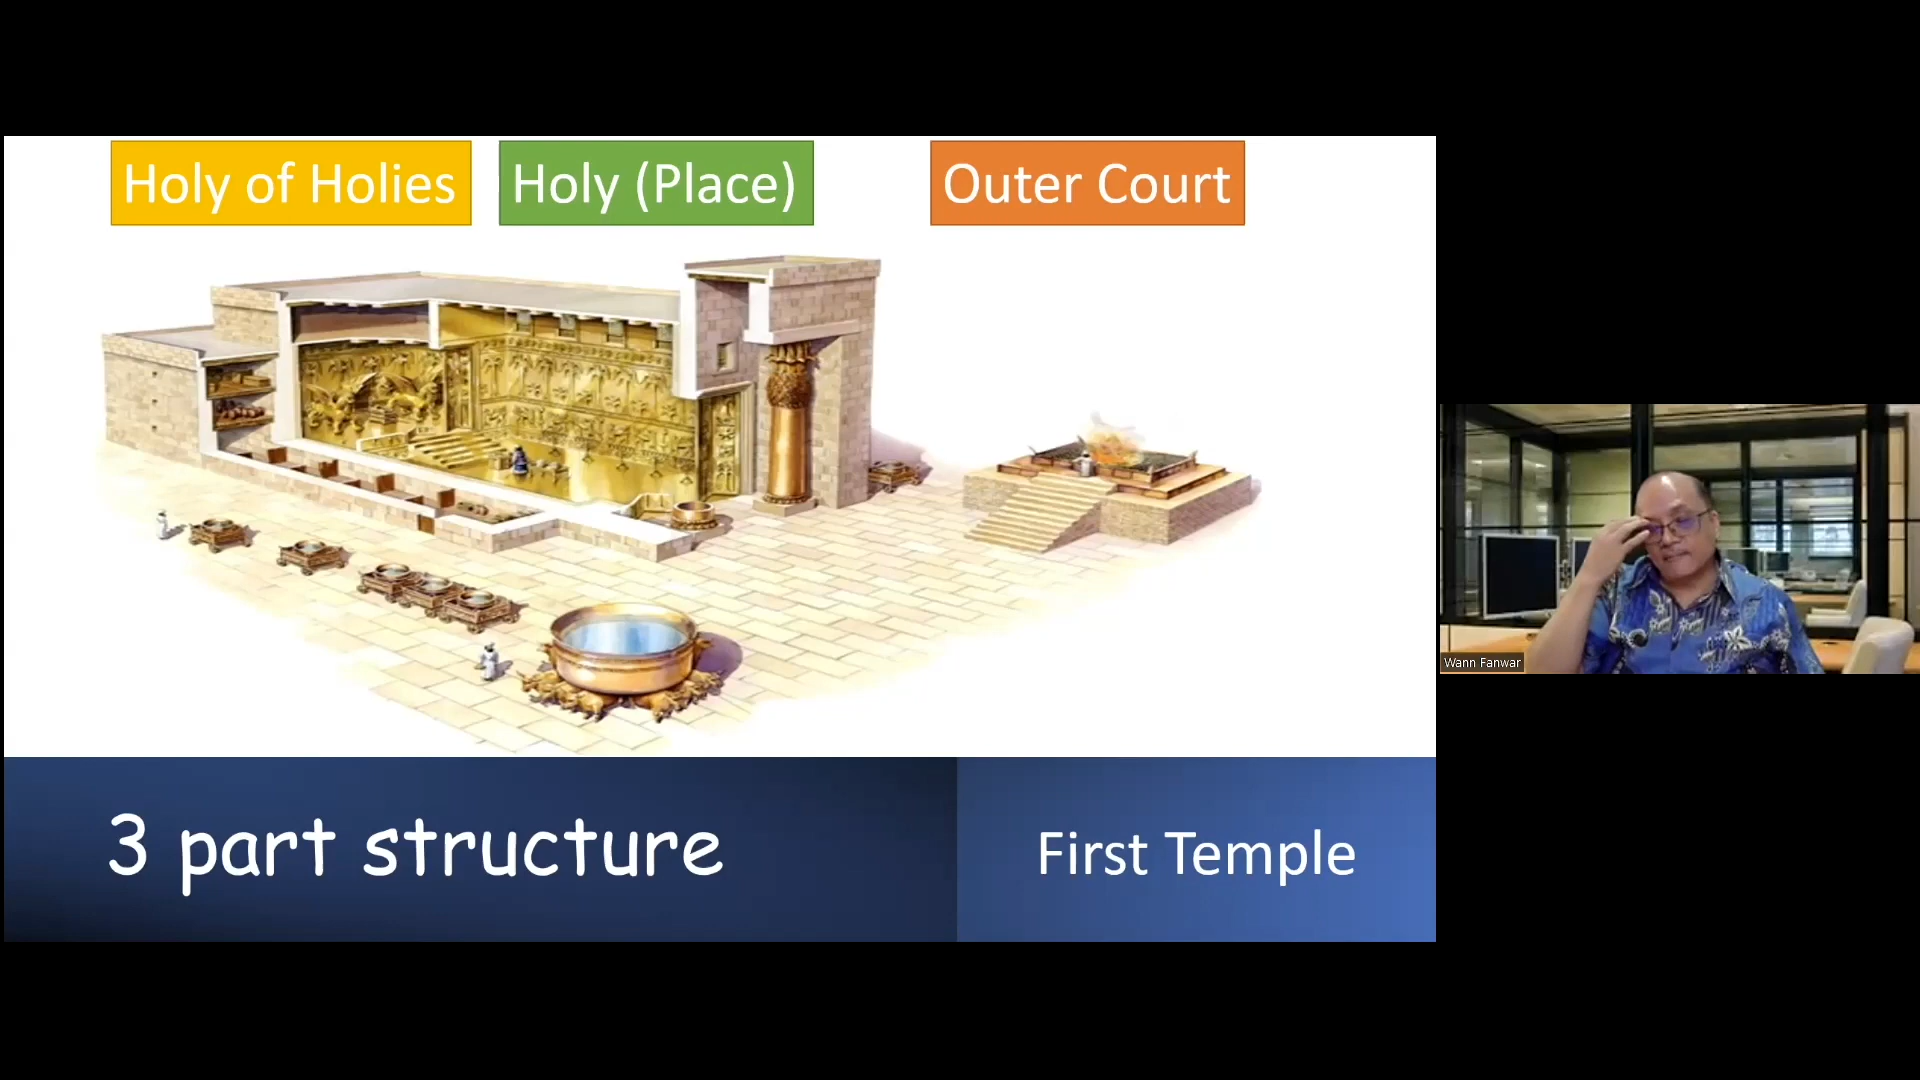 Holy of Holies
Holy (Place)
Outer Court
Wann Fanwar
3 part structure
First Temple